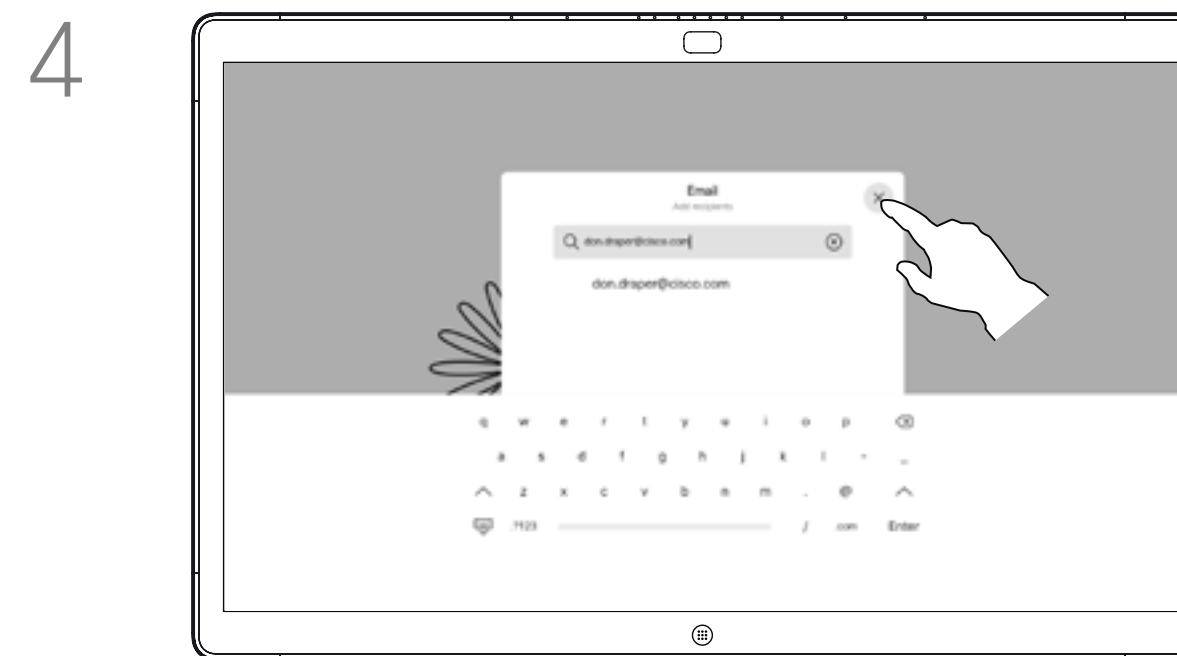 4
Email
Add recipients
don.draper@cisco.com
don.draper@cisco.com
q w e r t y u i o p
a s d f g h j k l - _
z x c v b n m . @
.?123 / .com Enter